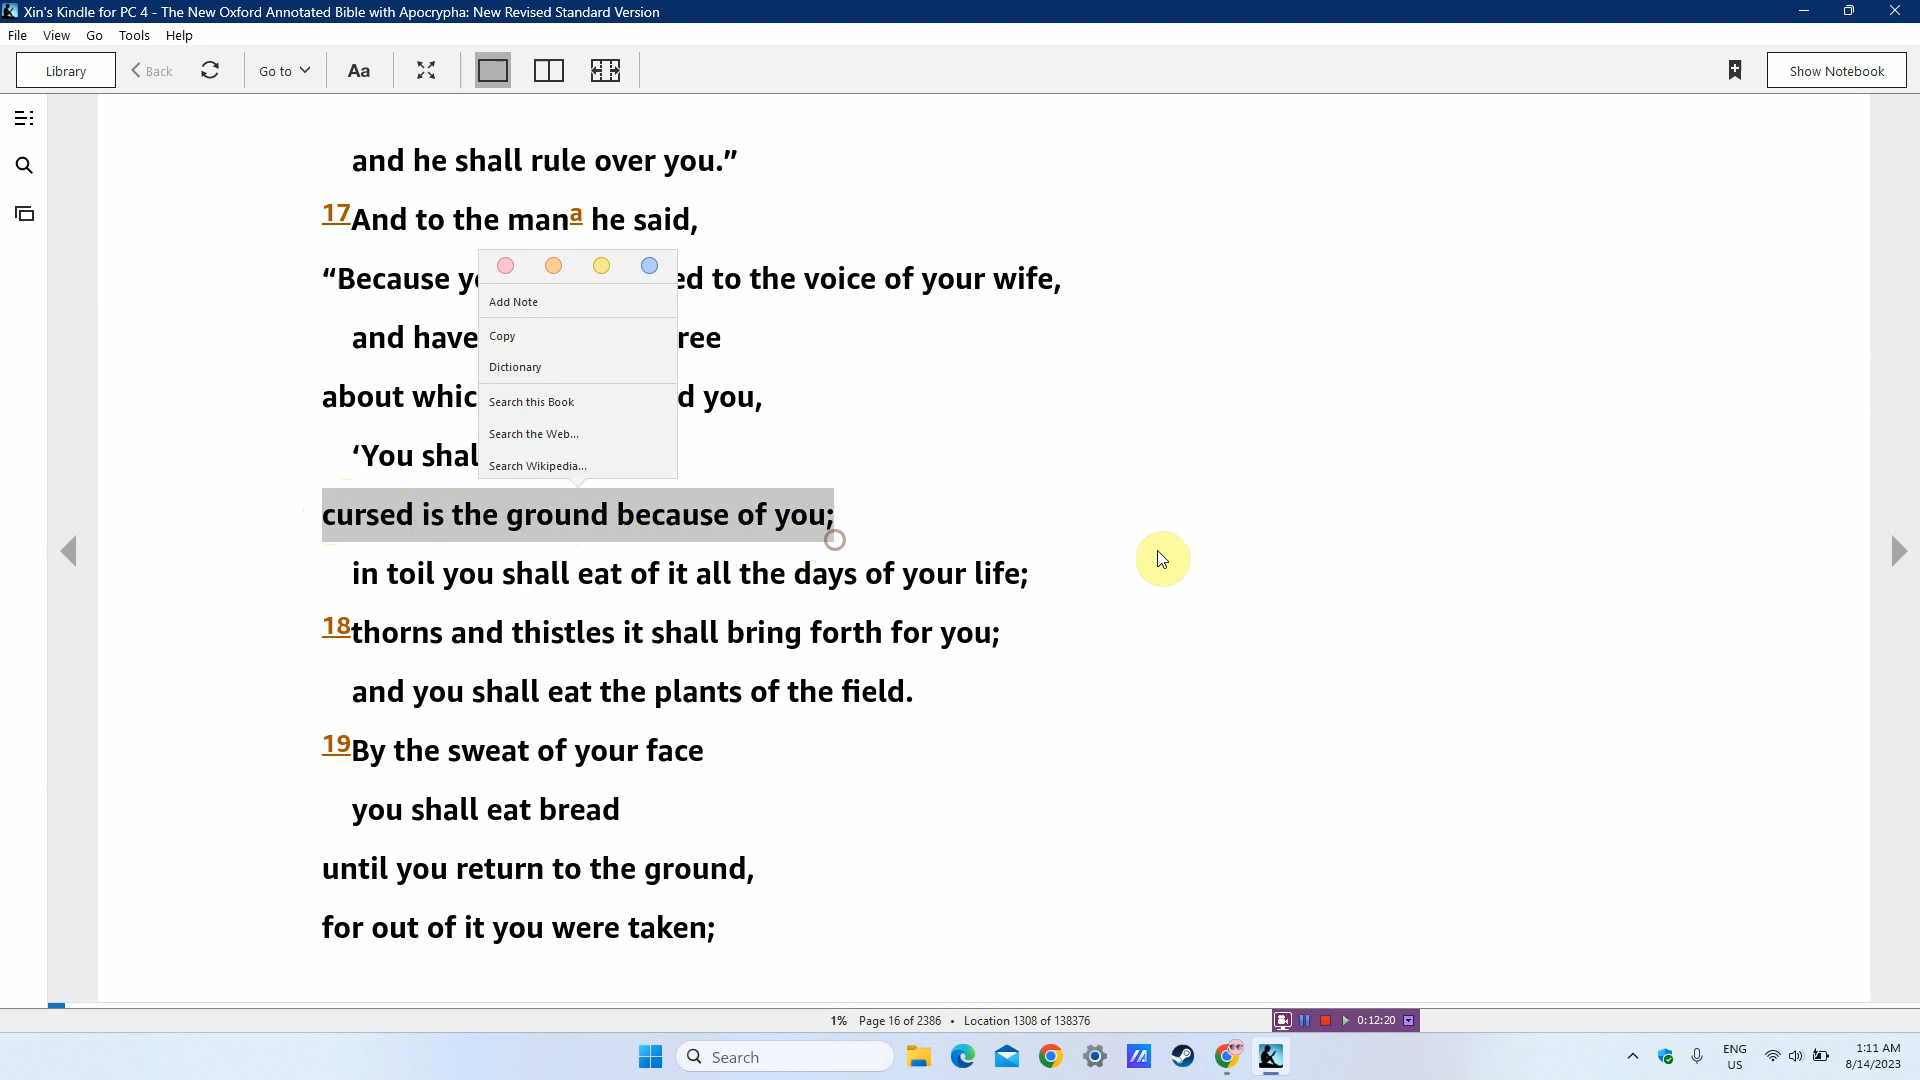 Xin's Kindle for PC 4 - The New Oxford Annotated Bible with Apocrypha: New Revised Standard Version
File View Go Tools Help
Library Back Go to Aa Show Notebook
and he shall rule over you.”
17And to the mana he said,
“Because y ed to the voice of your wife,
and have ree
about whic d you,
‘You shal
Add Note
Copy
Dictionary
Search this Book
Search the Web...
Search Wikipedia...
cursed is the ground because of you;
in toil you shall eat of it all the days of your life;
18thorns and thistles it shall bring forth for you;
and you shall eat the plants of the field.
19By the sweat of your face
you shall eat bread
until you return to the ground,
for out of it you were taken;
1% Page 16 of 2386 • Location 1308 of 138376
0:12:20
Search
ENG
US
1:11 AM
8/14/2023